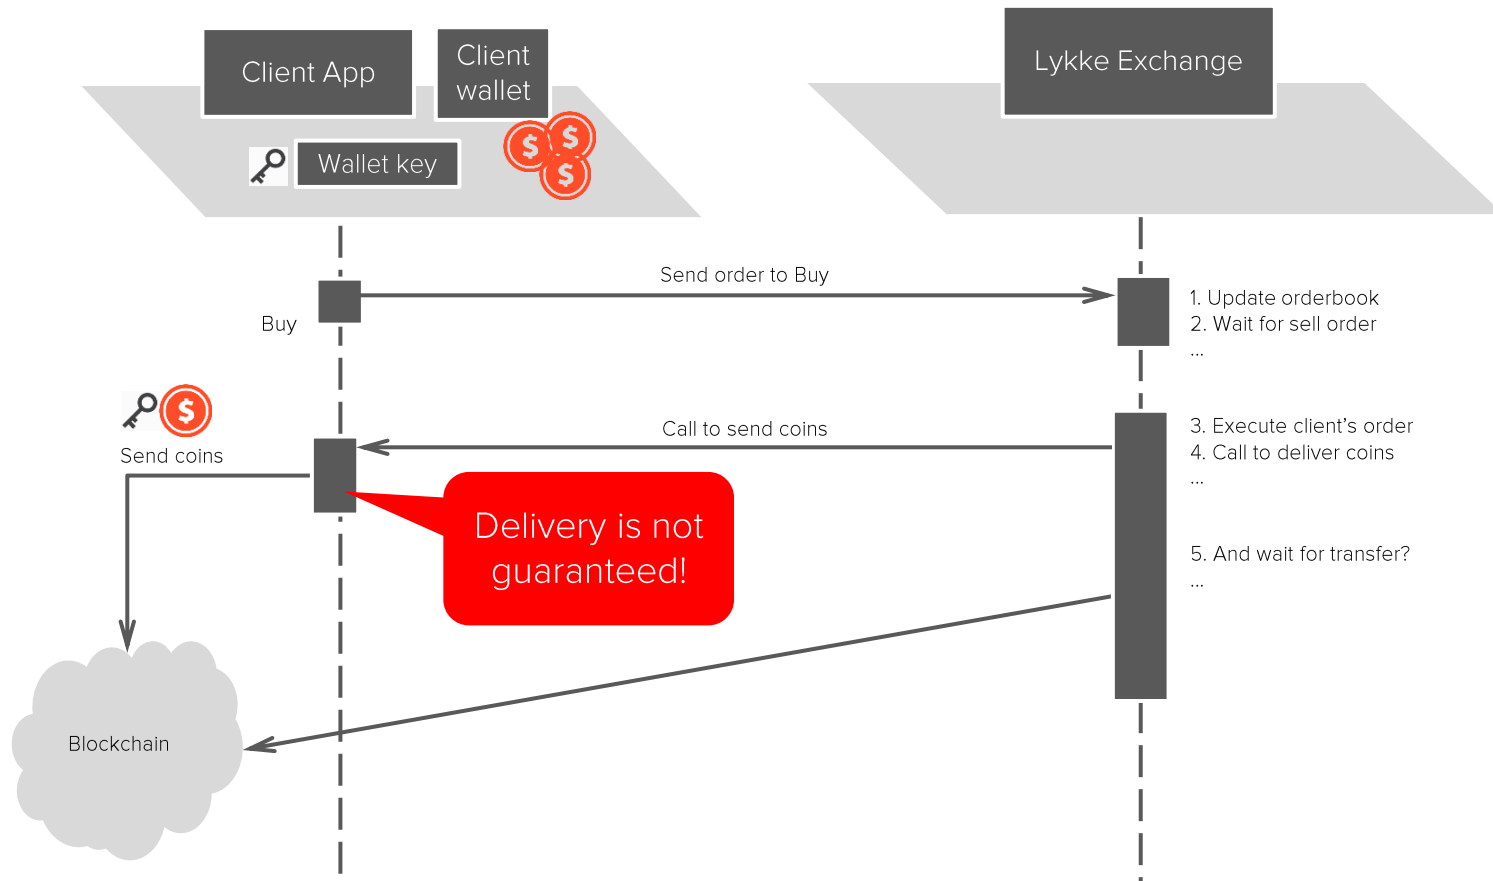 Client App
Client
wallet
Lykke Exchange
$
$
$
Wallet key
Send order to Buy
Buy
1. Update orderbook
2. Wait for sell order
...
$
Send coins
Call to send coins
3. Execute client's order
4. Call to deliver coins
...
Delivery is not
guaranteed!
5. And wait for transfer?
...
Blockchain